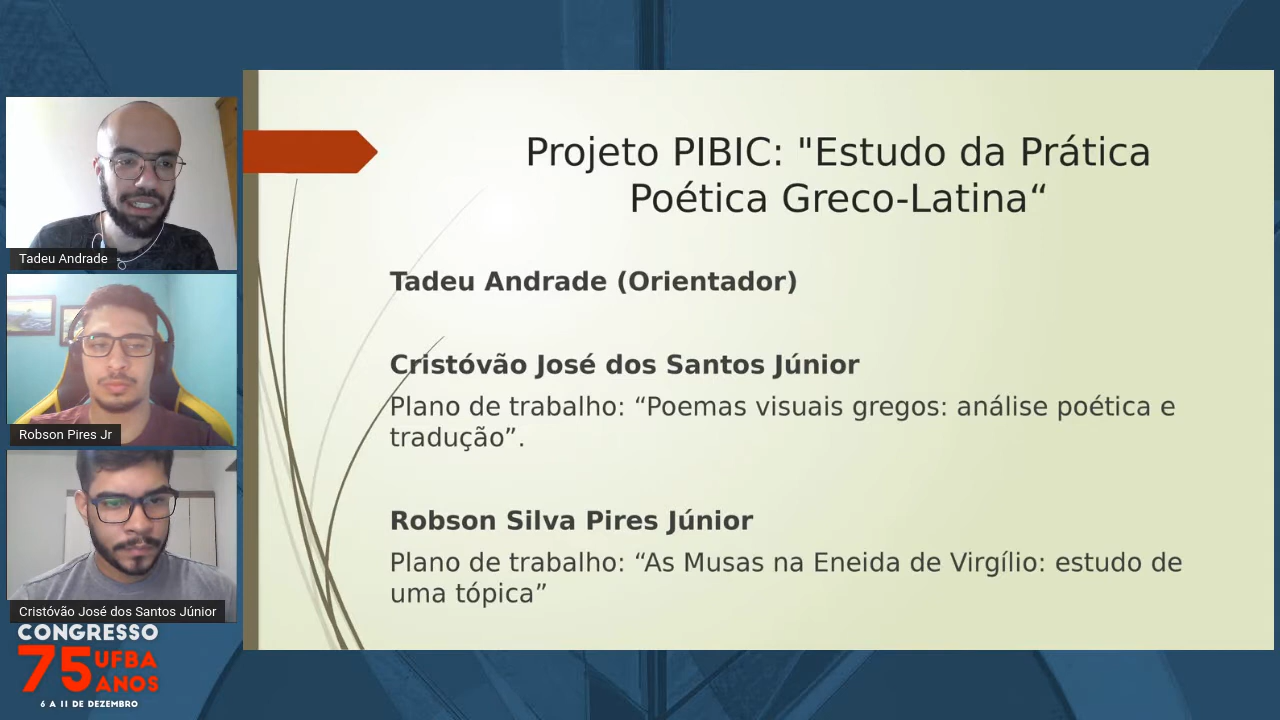 Projeto PIBIC: "Estudo da Prática
Poética Greco-Latina“
Tadeu Andrade (Orientador)
Cristóvão José dos Santos Júnior
Plano de trabalho: “Poemas visuais gregos: análise poética e
tradução”.
Robson Silva Pires Júnior
Plano de trabalho: “As Musas na Eneida de Virgílio: estudo de
uma tópica”
Tadeu Andrade
Robson Pires Jr
Cristóvão José dos Santos Júnior
CONGRESSO
75 UFBA
ANOS
6 A 11 DE DEZEMBRO